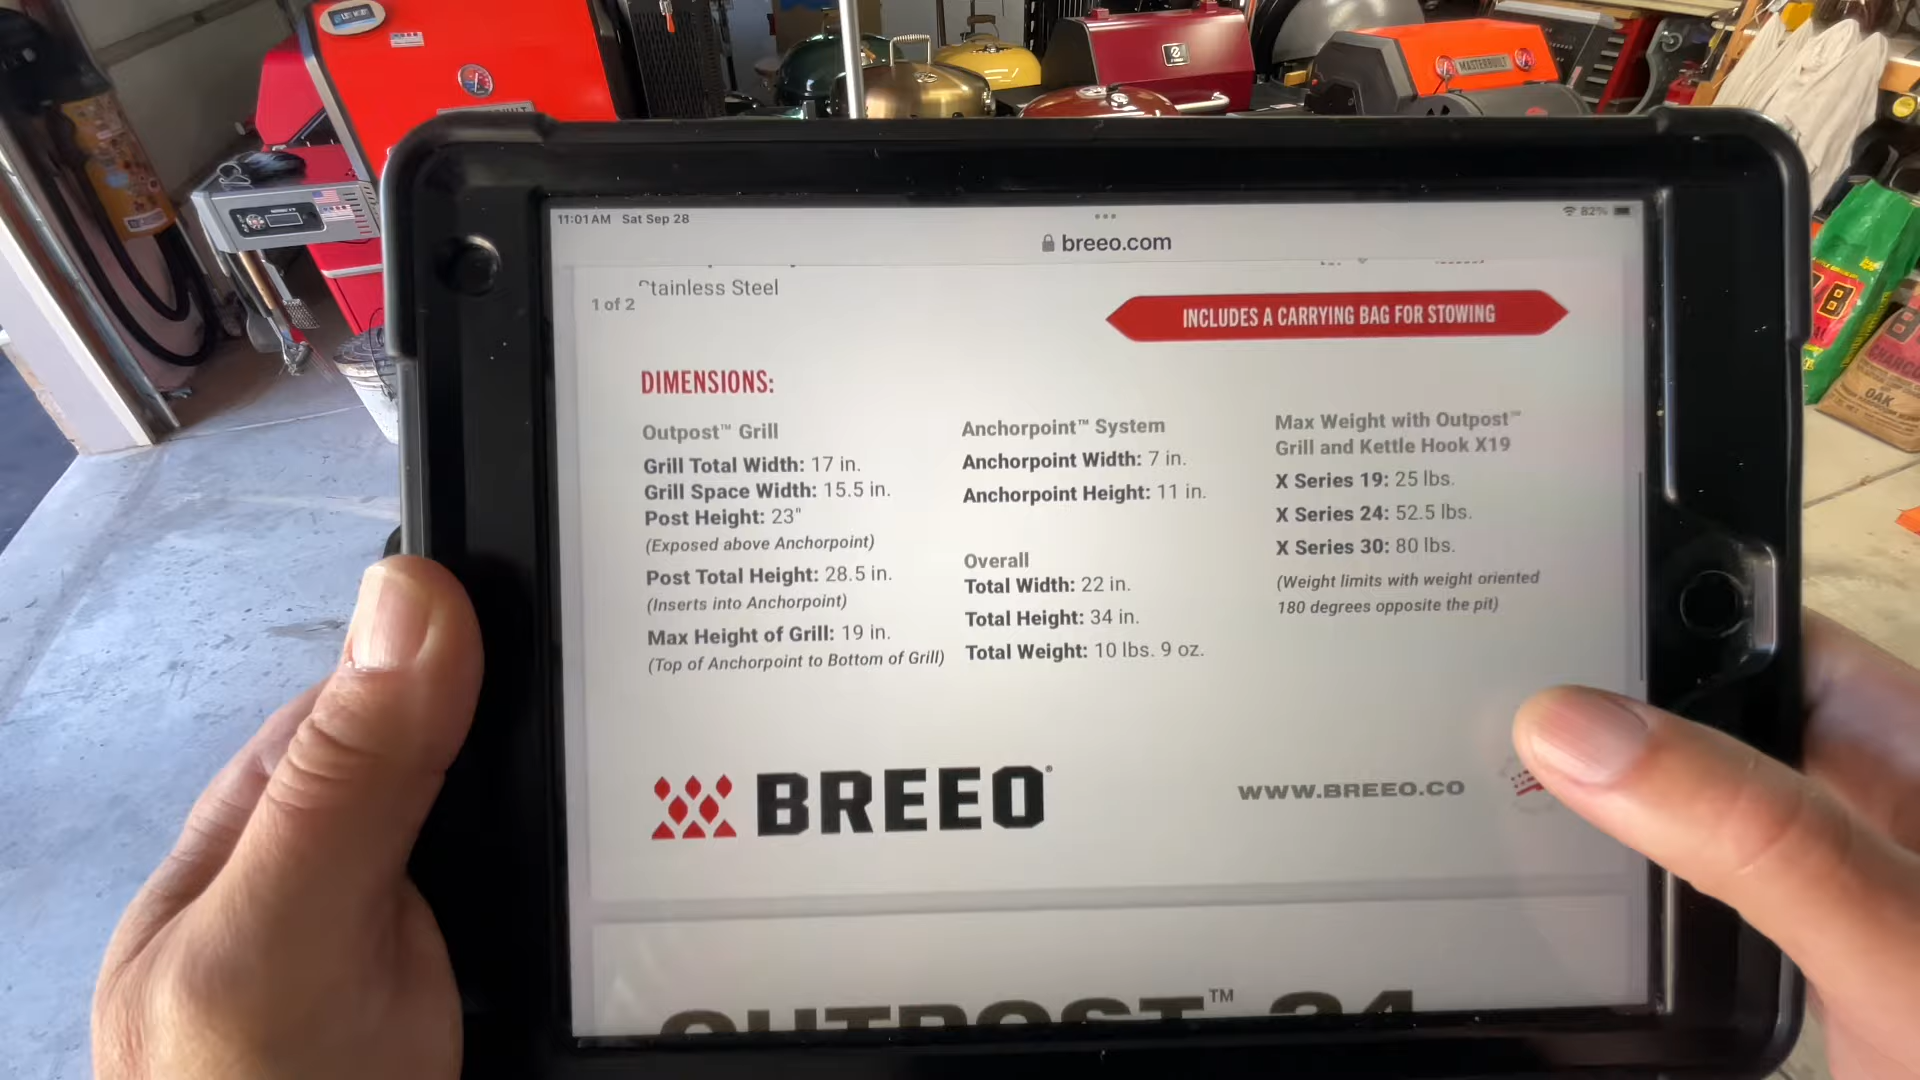 MASTERBUILT
11:01 AM Sat Sep 28
82%
breeo.com
tainless Steel
1 of 2
INCLUDES A CARRYING BAG FOR STOWING
DIMENSIONS:
Outpost™ Grill
Grill Total Width: 17 in.
Grill Space Width: 15.5 in.
Post Height: 23"
(Exposed above Anchorpoint)
Post Total Height: 28.5 in.
(Inserts into Anchorpoint)
Max Height of Grill: 19 in.
(Top of Anchorpoint to Bottom of Grill)
Anchorpoint™ System
Anchorpoint Width: 7 in.
Anchorpoint Height: 11 in.
Overall
Total Width: 22 in.
Total Height: 34 in.
Total Weight: 10 lbs. 9 oz.
Max Weight with Outpost™
Grill and Kettle Hook X19
X Series 19: 25 lbs.
X Series 24: 52.5 lbs.
X Series 30: 80 lbs.
(Weight limits with weight oriented
180 degrees opposite the pit)
BREEO®
WWW.BREEO.CO
OUTPOST™ 24
OAK